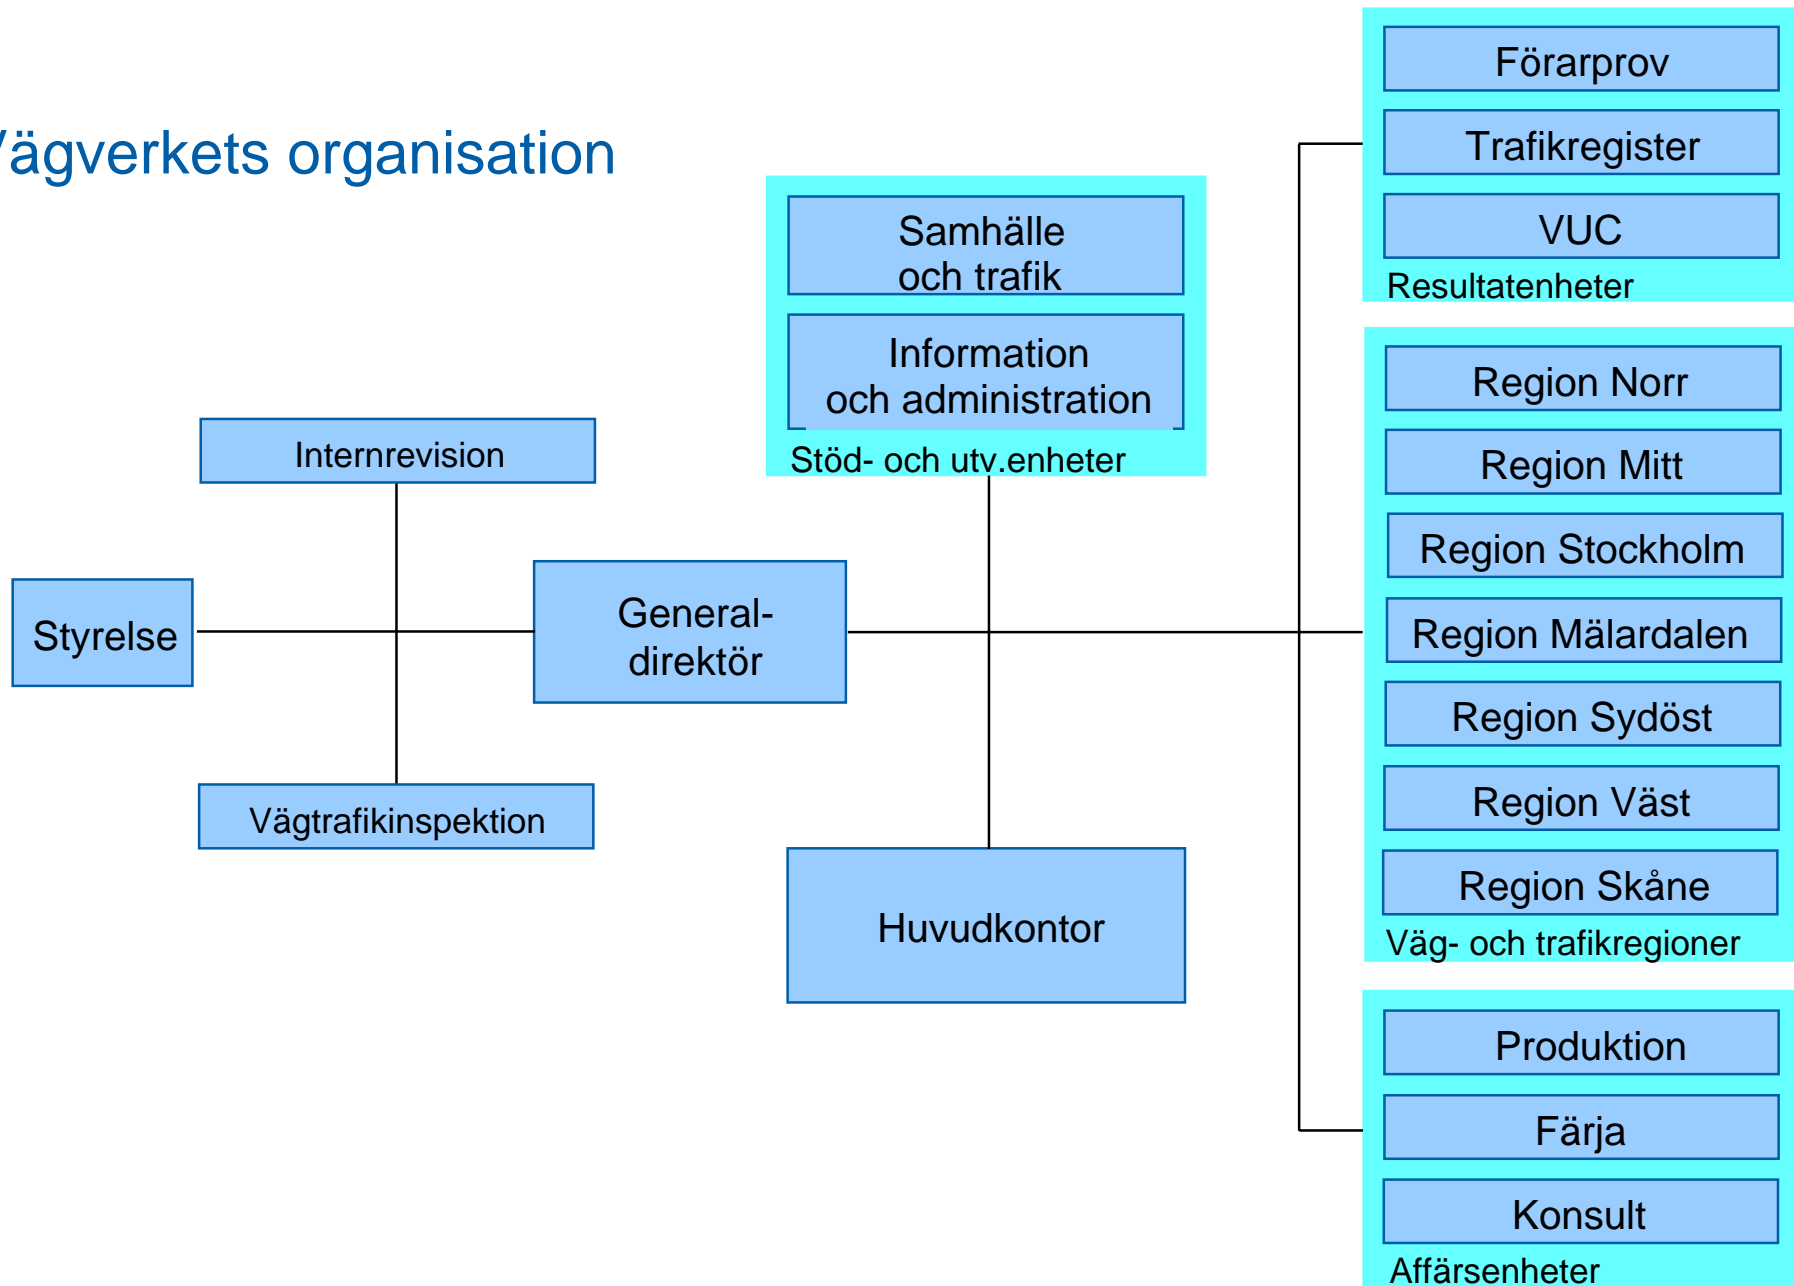 Vägverkets organisation
Styrelse
Internrevision
Vägtrafikinspektion
General-
direktör
Samhälle
och trafik
Information
och administration
Stöd- och utv.enheter
Huvudkontor
Förarprov
Trafikregister
VUC
Resultatenheter
Region Norr
Region Mitt
Region Stockholm
Region Mälardalen
Region Sydöst
Region Väst
Region Skåne
Väg- och trafikregioner
Produktion
Färja
Konsult
Affärsenheter